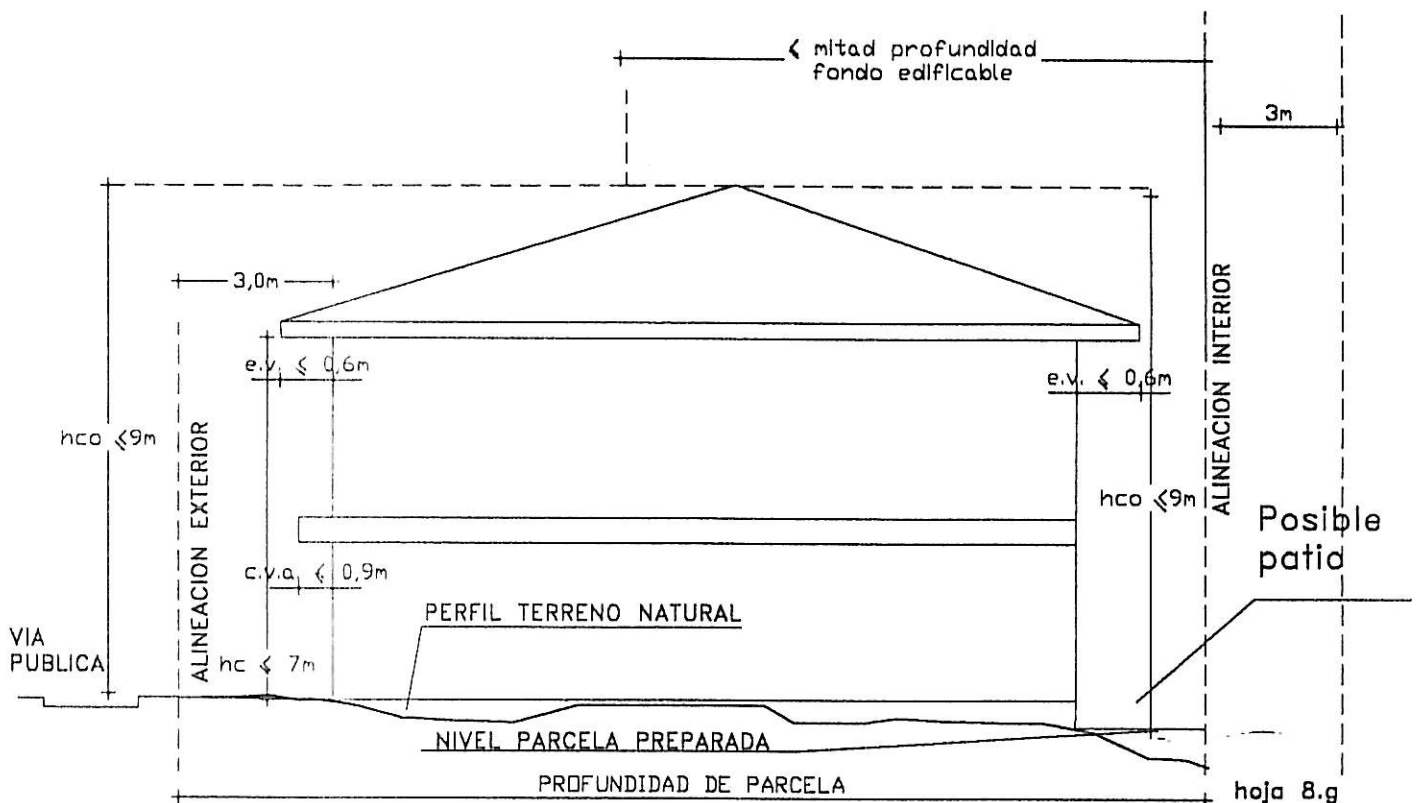 < mitad profundidad
fondo edificable
3m
3,0m
e.v. ≤ 0,6m
e.v. ≤ 0,6m
hco ≤9m
ALINEACION EXTERIOR
ALINEACION INTERIOR
hco ≤9m
Posible
patio
c.v.a. ≤ 0,9m
PERFIL TERRENO NATURAL
VIA
PUBLICA
hc ≤ 7m
NIVEL PARCELA PREPARADA
PROFUNDIDAD DE PARCELA
hoja 8.g